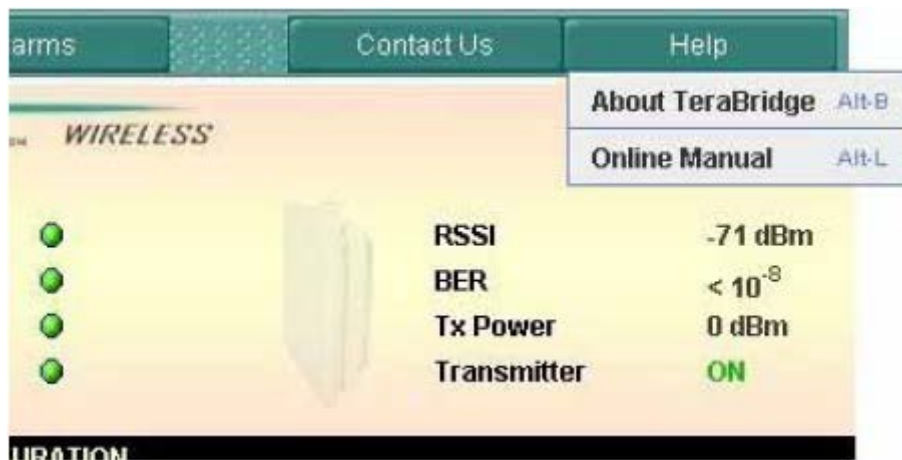 arms Contact Us Help
About TeraBridge Alt-B
Online Manual Alt-L
WIRELESS
RSSI -71 dBm
BER < 10⁻⁸
Tx Power 0 dBm
Transmitter ON
URATION